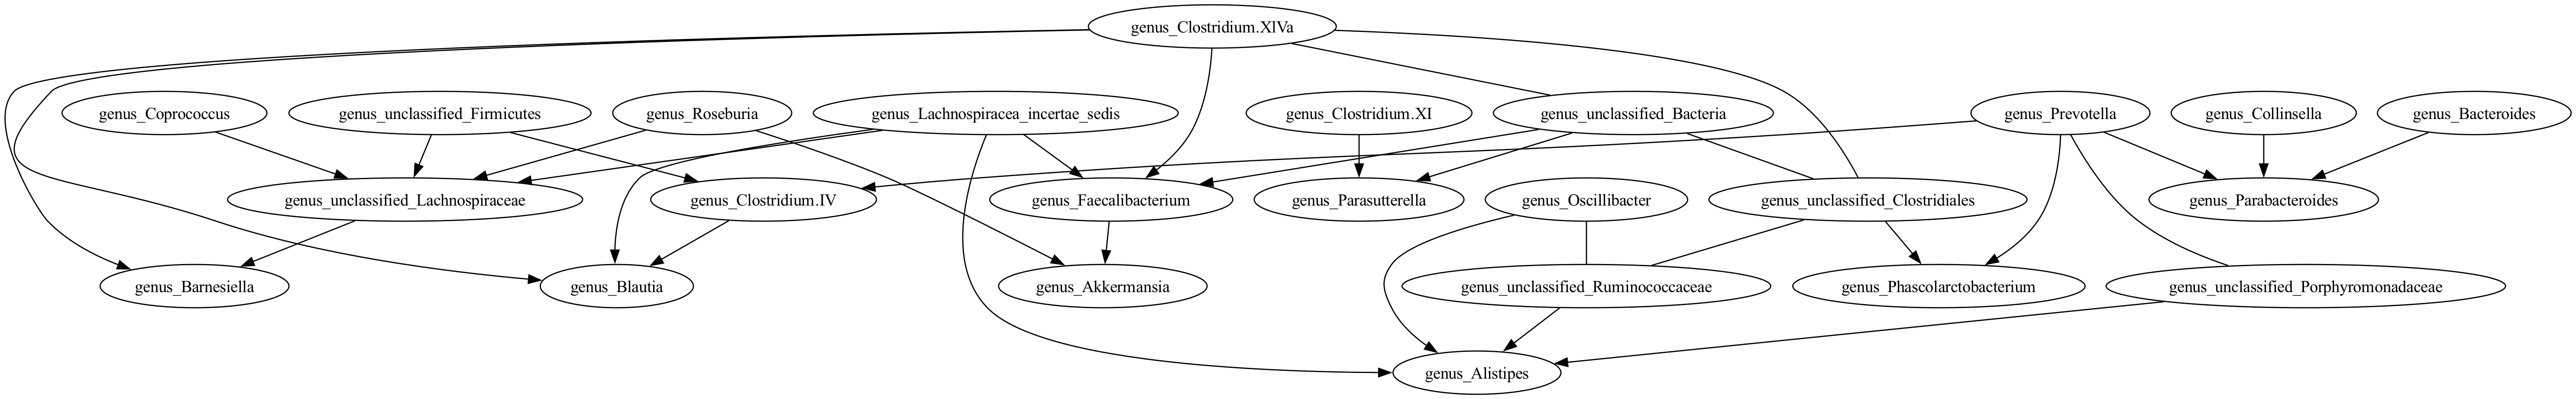 genus_Clostridium.XlVa
genus_Coprococcus
genus_unclassified_Firmicutes
genus_Roseburia
genus_Lachnospiracea_incertae_sedis
genus_Clostridium.XI
genus_unclassified_Bacteria
genus_Prevotella
genus_Collinsella
genus_Bacteroides
genus_unclassified_Lachnospiraceae
genus_Clostridium.IV
genus_Faecalibacterium
genus_Parasutterella
genus_Oscillibacter
genus_unclassified_Clostridiales
genus_Parabacteroides
genus_Barnesiella
genus_Blautia
genus_Akkermansia
genus_unclassified_Ruminococcaceae
genus_Phascolarctobacterium
genus_unclassified_Porphyromonadaceae
genus_Alistipes